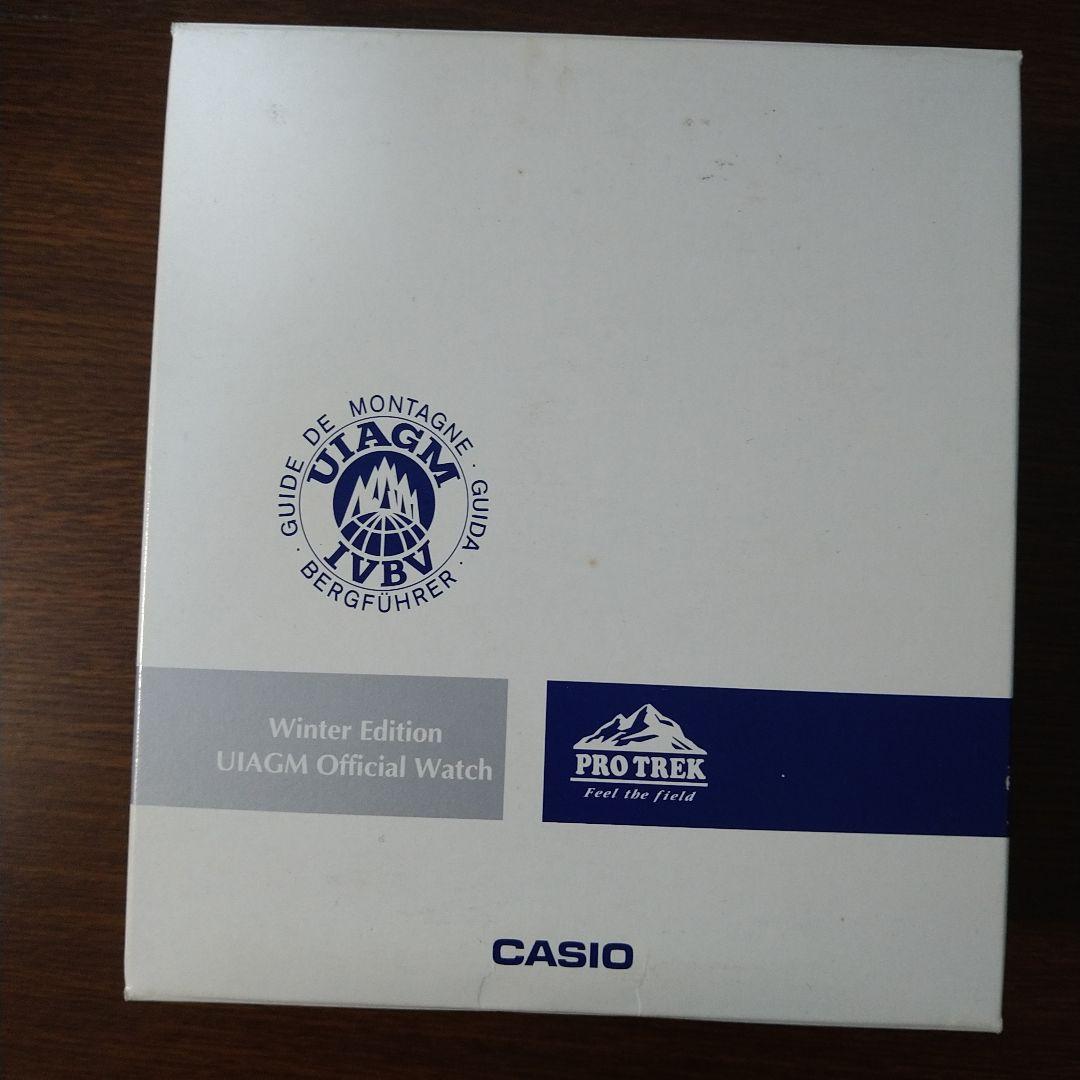 GUIDE DE MONTAGNE · GUIDA · BERGFÜHRER ·
UIAGM
IVBV
Winter Edition
UIAGM Official Watch
PRO TREK
Feel the field
CASIO